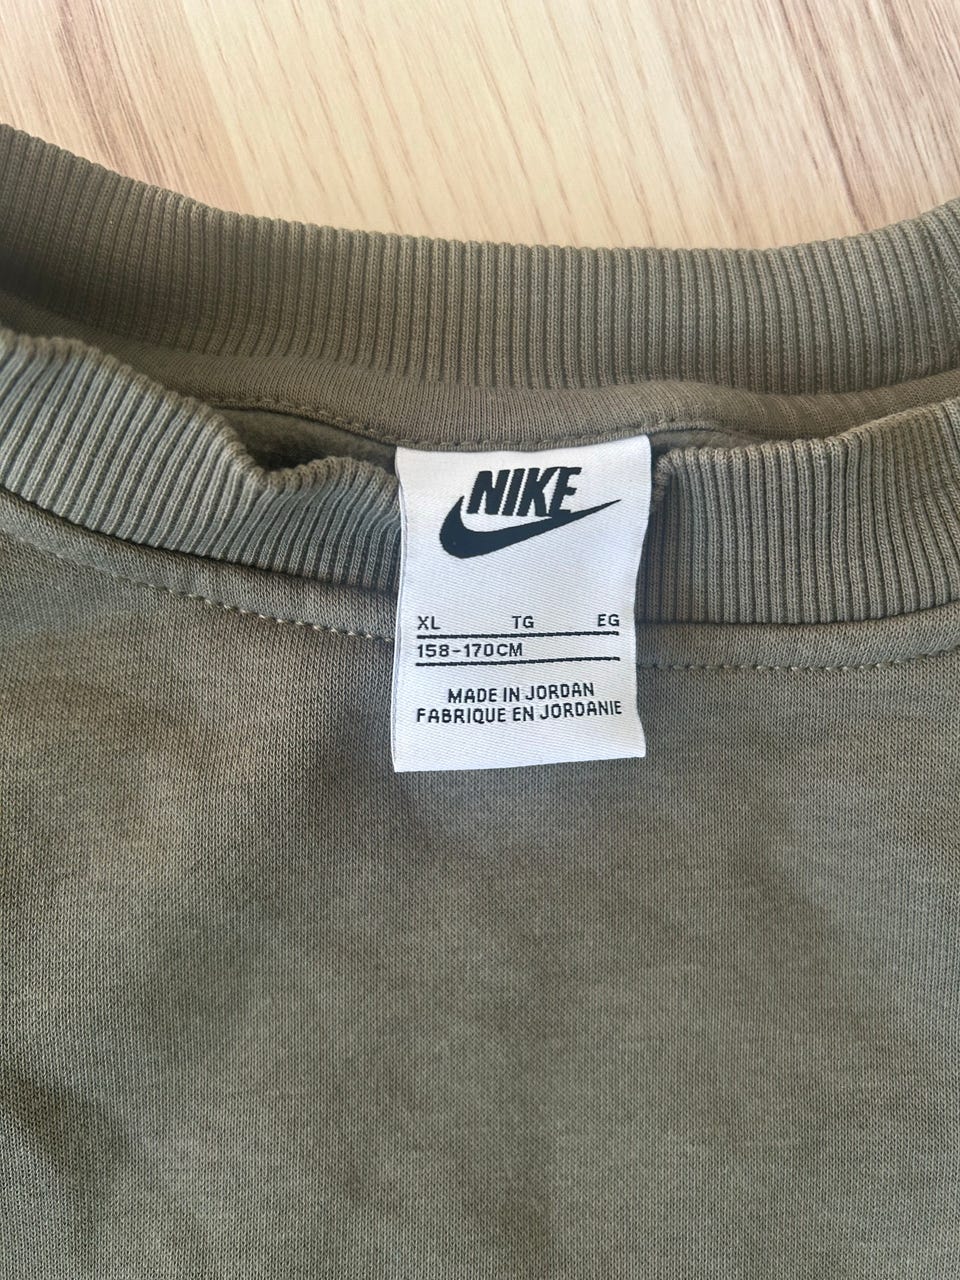 NIKE
XL TG EG
158-170CM
MADE IN JORDAN
FABRIQUE EN JORDANIE